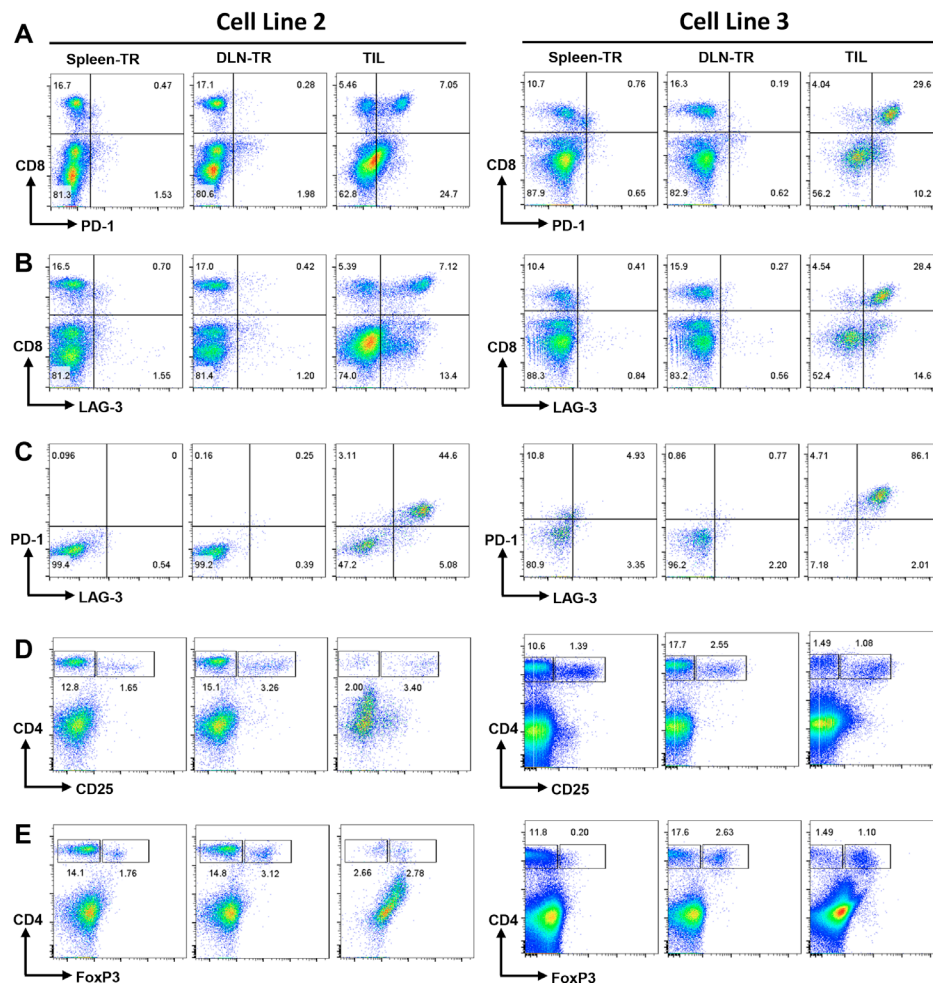 Cell Line 2 Cell Line 3
A
Spleen-TR DLN-TR TIL Spleen-TR DLN-TR TIL
16.7 0.47 17.1 0.28 5.46 7.05 10.7 0.76 16.3 0.19 4.04 29.6
CD8 CD8
81.3 1.53 80.6 1.98 62.8 24.7 87.9 0.65 82.9 0.62 56.2 10.2
PD-1 PD-1
B
16.5 0.70 17.0 0.42 5.39 7.12 10.4 0.41 15.9 0.27 4.54 28.4
CD8 CD8
81.2 1.55 81.4 1.20 74.0 13.4 88.3 0.84 83.2 0.56 52.4 14.6
LAG-3 LAG-3
C
0.096 0 0.16 0.25 3.11 44.6 10.8 4.93 0.86 0.77 4.71 86.1
PD-1 PD-1
99.4 0.54 99.2 0.39 47.2 5.08 80.9 3.35 96.2 2.20 7.18 2.01
LAG-3 LAG-3
D
10.6 1.39 17.7 2.55 1.49 1.08
12.8 1.65 15.1 3.26 2.00 3.40
CD4 CD4
CD25 CD25
E
11.8 0.20 17.6 2.63 1.49 1.10
14.1 1.76 14.8 3.12 2.66 2.78
CD4 CD4
FoxP3 FoxP3